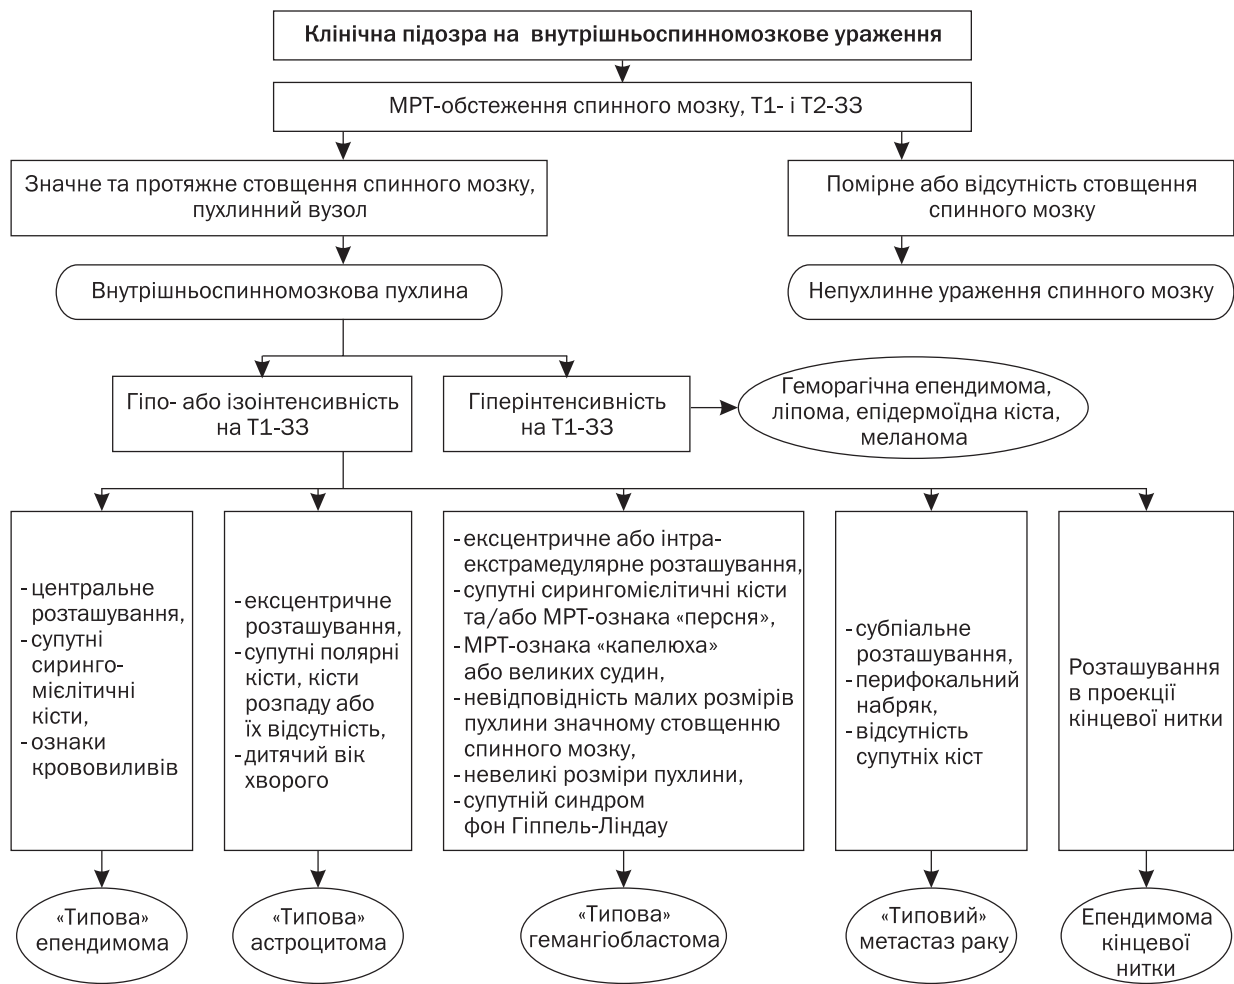 Клінічна підозра на внутрішньоспинномозкове ураження
МРТ-обстеження спинного мозку, Т1- і Т2-ЗЗ
Значне та протяжне стовщення спинного мозку,
пухлинний вузол
Помірне або відсутність стовщення
спинного мозку
Внутрішньоспинномозкова пухлина
Непухлинне ураження спинного мозку
Гіпо- або ізоінтенсивність
на Т1-ЗЗ
Гіперінтенсивність
на Т1-ЗЗ
Геморагічна епендимома,
ліпома, епідермоїдна кіста,
меланома
- центральне
розташування,
- супутні
сиринго-
мієлітичні
кісти,
- ознаки
крововиливів
- ексцентричне
розташування,
- супутні полярні
кісти, кісти
розпаду або
їх відсутність,
- дитячий вік
хворого
- ексцентричне або інтра-
екстрамедулярне розташування,
- супутні сирингомієлітичні кісти
та/або МРТ-ознака «персня»,
- МРТ-ознака «капелюха»
або великих судин,
- невідповідність малих розмірів
пухлини значному стовщенню
спинного мозку,
- невеликі розміри пухлини,
- супутній синдром
фон Гіппель-Ліндау
- субпіальне
розташування,
- перифокальний
набряк,
- відсутність
супутніх кіст
Розташування
в проекції
кінцевої нитки
«Типова»
епендимома
«Типова»
астроцитома
«Типова»
гемангіобластома
«Типовий»
метастаз раку
Епендимома
кінцевої
нитки